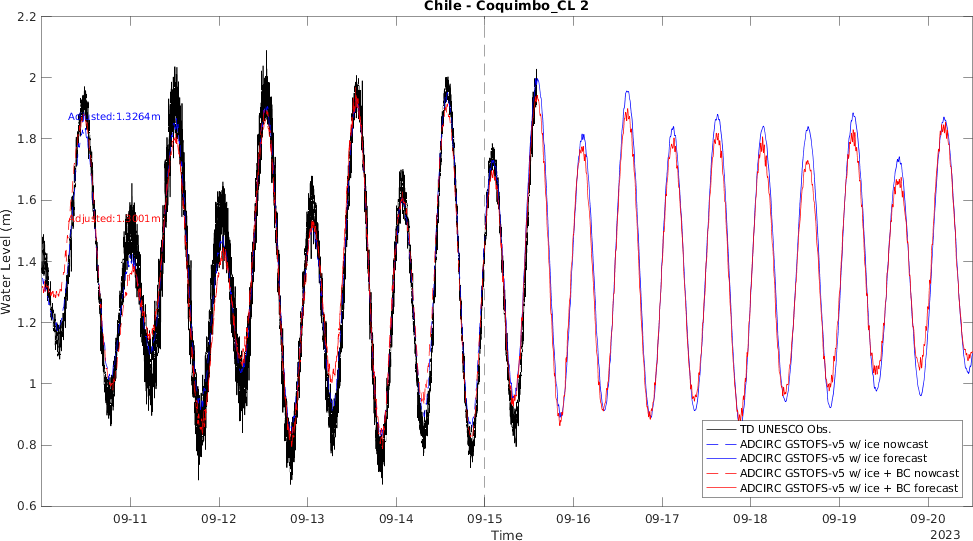 Chile - Coquimbo_CL 2
Water Level (m)
2.2
2
1.8
1.6
1.4
1.2
1
0.8
0.6
Adjusted:1.3264m
Adjusted:
09-11
09-12
09-13
09-14
09-15
09-16
09-17
09-18
09-19
09-20
2023
Time
TD UNESCO Obs.
ADCIRC GSTOFS-v5 w/ ice nowcast
ADCIRC GSTOFS-v5 w/ ice forecast
ADCIRC GSTOFS-v5 w/ ice + BC nowcast
ADCIRC GSTOFS-v5 w/ ice + BC forecast